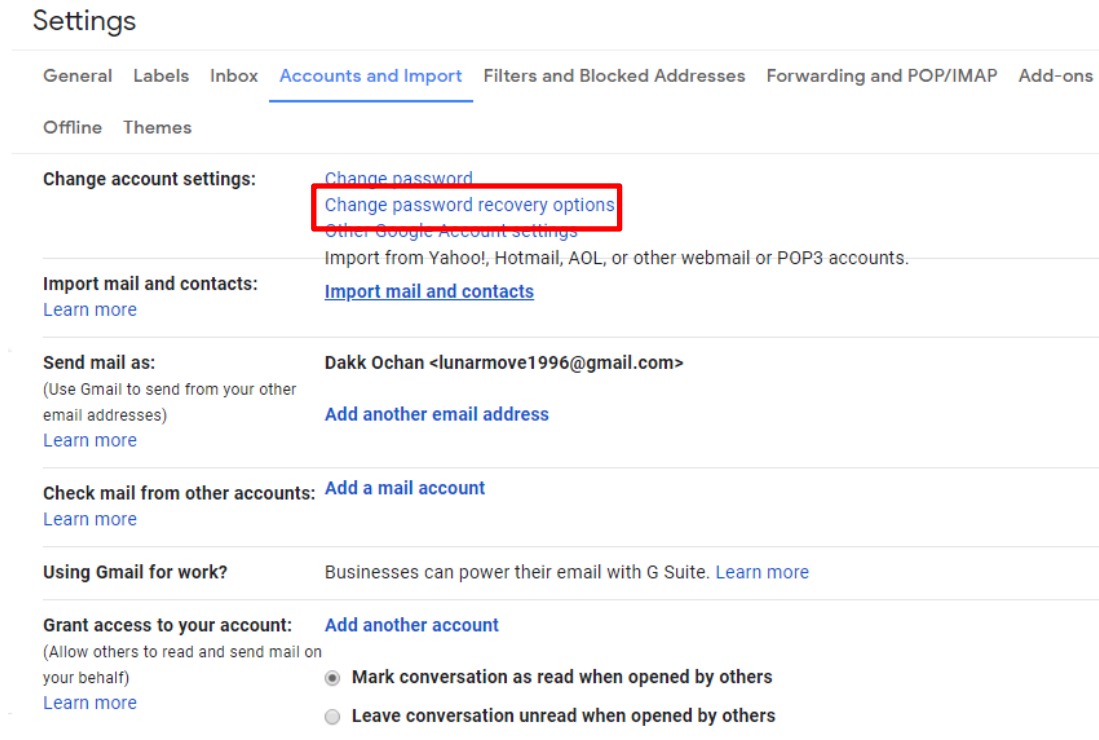 Settings
General Labels Inbox Accounts and Import Filters and Blocked Addresses Forwarding and POP/IMAP Add-ons
Offline Themes
Change account settings: Change password
Change password recovery options
Other Google Account settings
Import from Yahoo!, Hotmail, AOL, or other webmail or POP3 accounts.
Import mail and contacts: Import mail and contacts
Learn more
Send mail as: Dakk Ochan <lunarmove1996@gmail.com>
(Use Gmail to send from your other
email addresses) Add another email address
Learn more
Check mail from other accounts: Add a mail account
Learn more
Using Gmail for work? Businesses can power their email with G Suite. Learn more
Grant access to your account: Add another account
(Allow others to read and send mail on
your behalf) Mark conversation as read when opened by others
Learn more
Leave conversation unread when opened by others